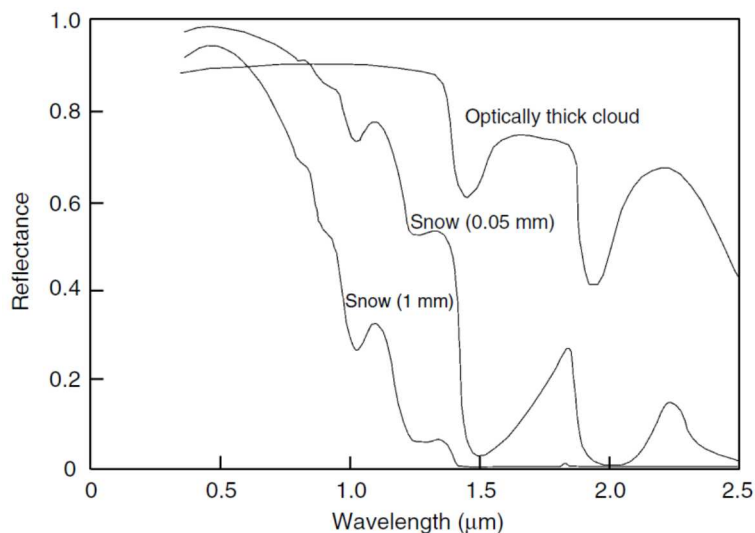 1.0
0.8
0.6
0.4
0.2
0
Reflectance
Optically thick cloud
Snow (0.05 mm)
Snow (1 mm)
0 0.5 1.0 1.5 2.0 2.5
Wavelength (μm)